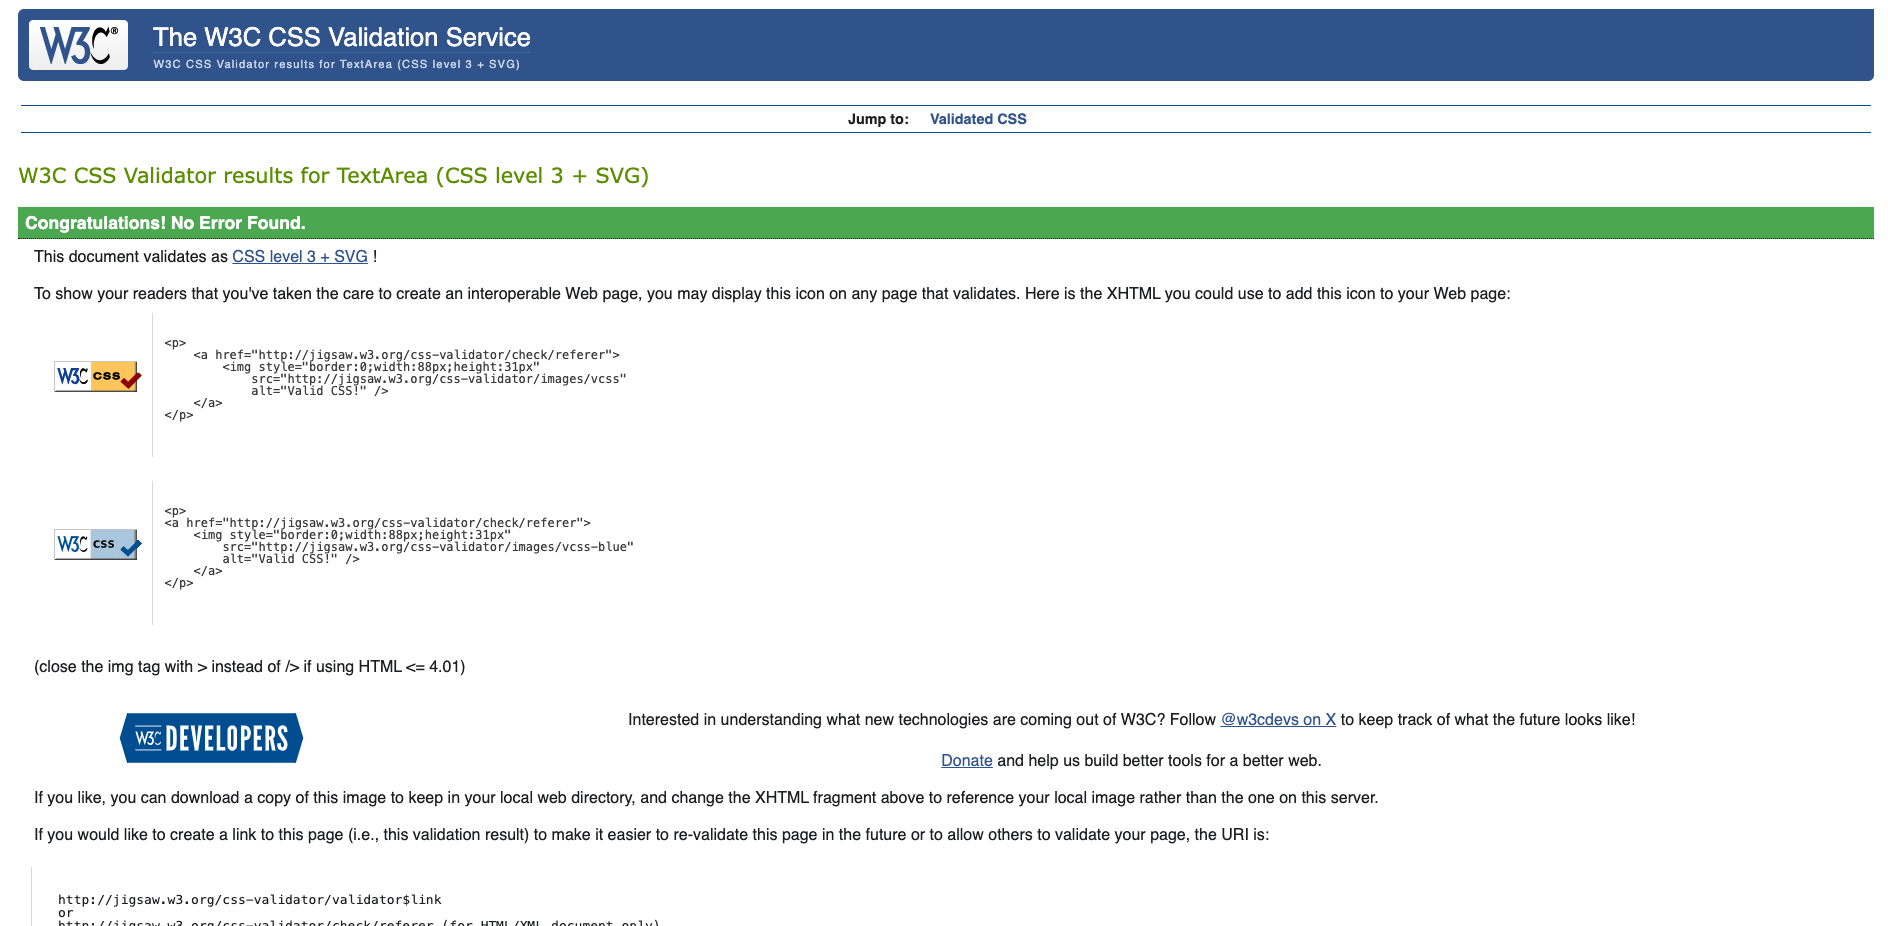 W3C®
The W3C CSS Validation Service
W3C CSS Validator results for TextArea (CSS level 3 + SVG)
Jump to: Validated CSS
W3C CSS Validator results for TextArea (CSS level 3 + SVG)
Congratulations! No Error Found.
This document validates as CSS level 3 + SVG !
To show your readers that you've taken the care to create an interoperable Web page, you may display this icon on any page that validates. Here is the XHTML you could use to add this icon to your Web page:
W3C css
<p>
    <a href="http://jigsaw.w3.org/css-validator/check/referer">
        <img style="border:0;width:88px;height:31px"
            src="http://jigsaw.w3.org/css-validator/images/vcss"
            alt="Valid CSS!" />
    </a>
</p>
W3C css
<p>
<a href="http://jigsaw.w3.org/css-validator/check/referer">
    <img style="border:0;width:88px;height:31px"
        src="http://jigsaw.w3.org/css-validator/images/vcss-blue"
        alt="Valid CSS!" />
    </a>
</p>
(close the img tag with > instead of /> if using HTML <= 4.01)
W3C DEVELOPERS
Interested in understanding what new technologies are coming out of W3C? Follow @w3cdevs on X to keep track of what the future looks like!
Donate and help us build better tools for a better web.
If you like, you can download a copy of this image to keep in your local web directory, and change the XHTML fragment above to reference your local image rather than the one on this server.
If you would like to create a link to this page (i.e., this validation result) to make it easier to re-validate this page in the future or to allow others to validate your page, the URI is:
http://jigsaw.w3.org/css-validator/validator$link
or
http://jigsaw.w3.org/css-validator/check/referer (for HTML/XML document only)